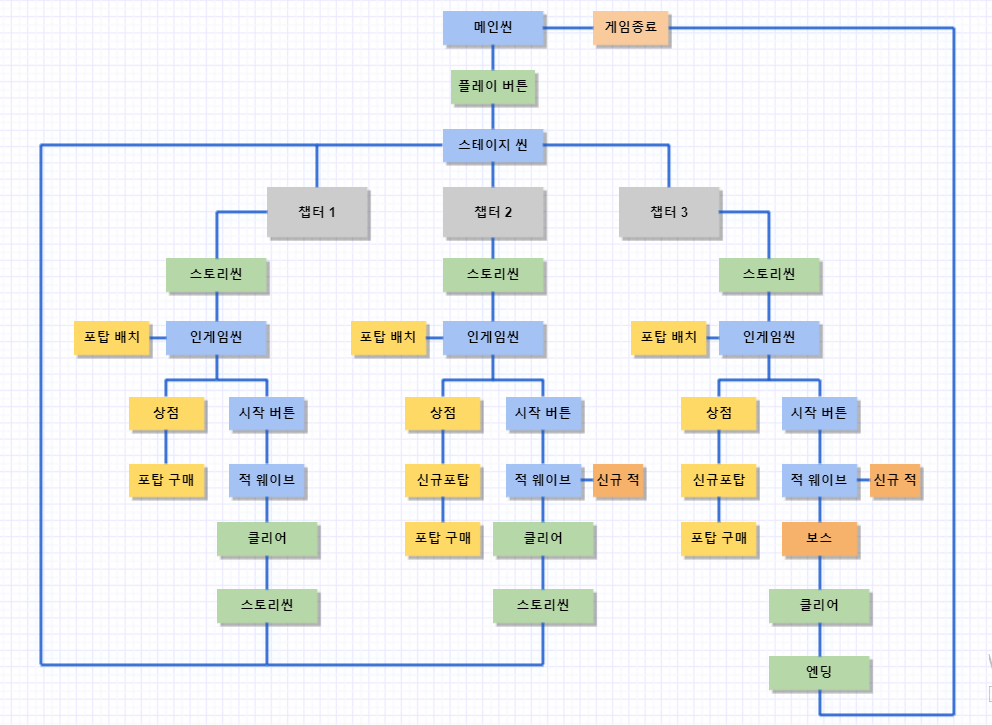 메인씬
게임종료
플레이 버튼
스테이지 씬
챕터 1
챕터 2
챕터 3
스토리씬
스토리씬
스토리씬
포탑 배치
인게임씬
포탑 배치
인게임씬
포탑 배치
인게임씬
상점
시작 버튼
상점
시작 버튼
상점
시작 버튼
포탑 구매
적 웨이브
신규포탑
적 웨이브
신규 적
신규포탑
적 웨이브
신규 적
클리어
포탑 구매
클리어
포탑 구매
보스
스토리씬
스토리씬
클리어
엔딩